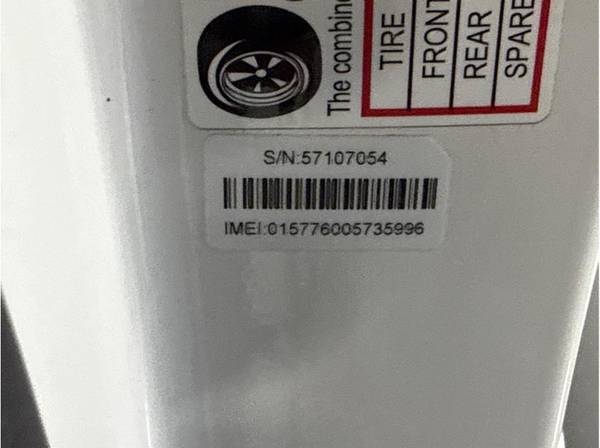 The combine
TIRE
FRONT
REAR
SPARE
S/N:57107054
IMEI:015776005735996